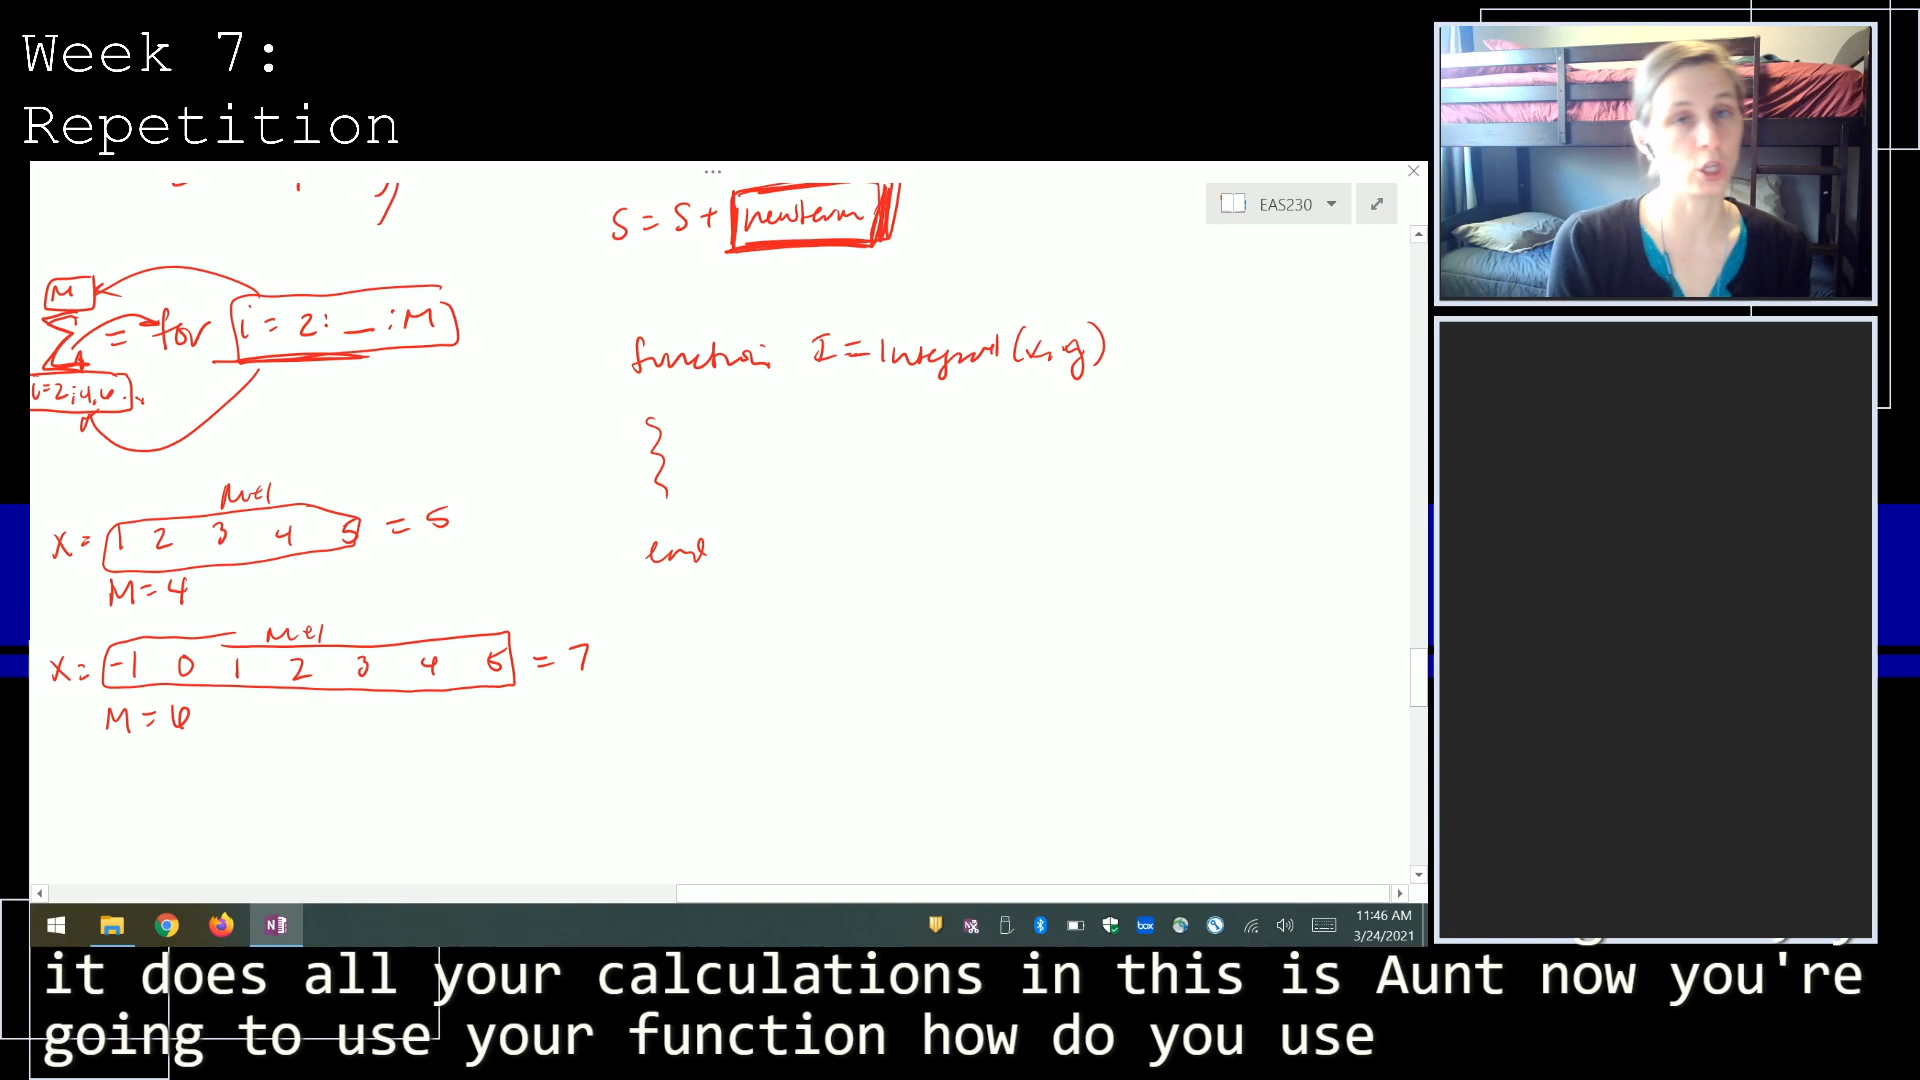 Week 7:
Repetition
EAS230
S = S + newterm
M
Σ = for i = 2: _ : M
i=2,4,6..
function I = Integral(x,y)
M+1
X = 1 2 3 4 5 = 5
M = 4
end
M+1
X = -1 0 1 2 3 4 5 = 7
M = 6
11:46 AM
3/24/2021
it does all your calculations in this is Aunt now you're
going to use your function how do you use